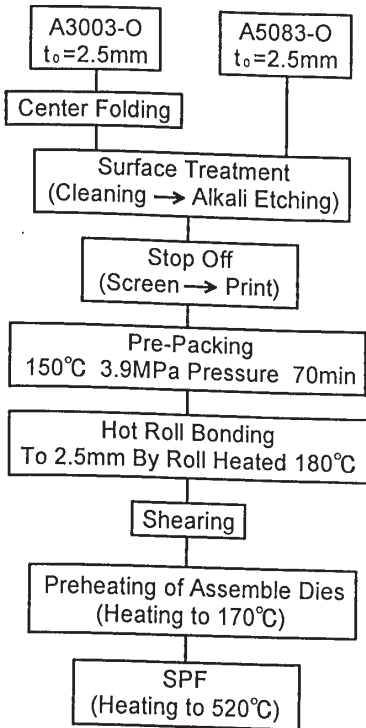 A3003-O
t₀=2.5mm
A5083-O
t₀=2.5mm
Center Folding
Surface Treatment
(Cleaning → Alkali Etching)
Stop Off
(Screen → Print)
Pre-Packing
150℃ 3.9MPa Pressure 70min
Hot Roll Bonding
To 2.5mm By Roll Heated 180℃
Shearing
Preheating of Assemble Dies
(Heating to 170℃)
SPF
(Heating to 520℃)